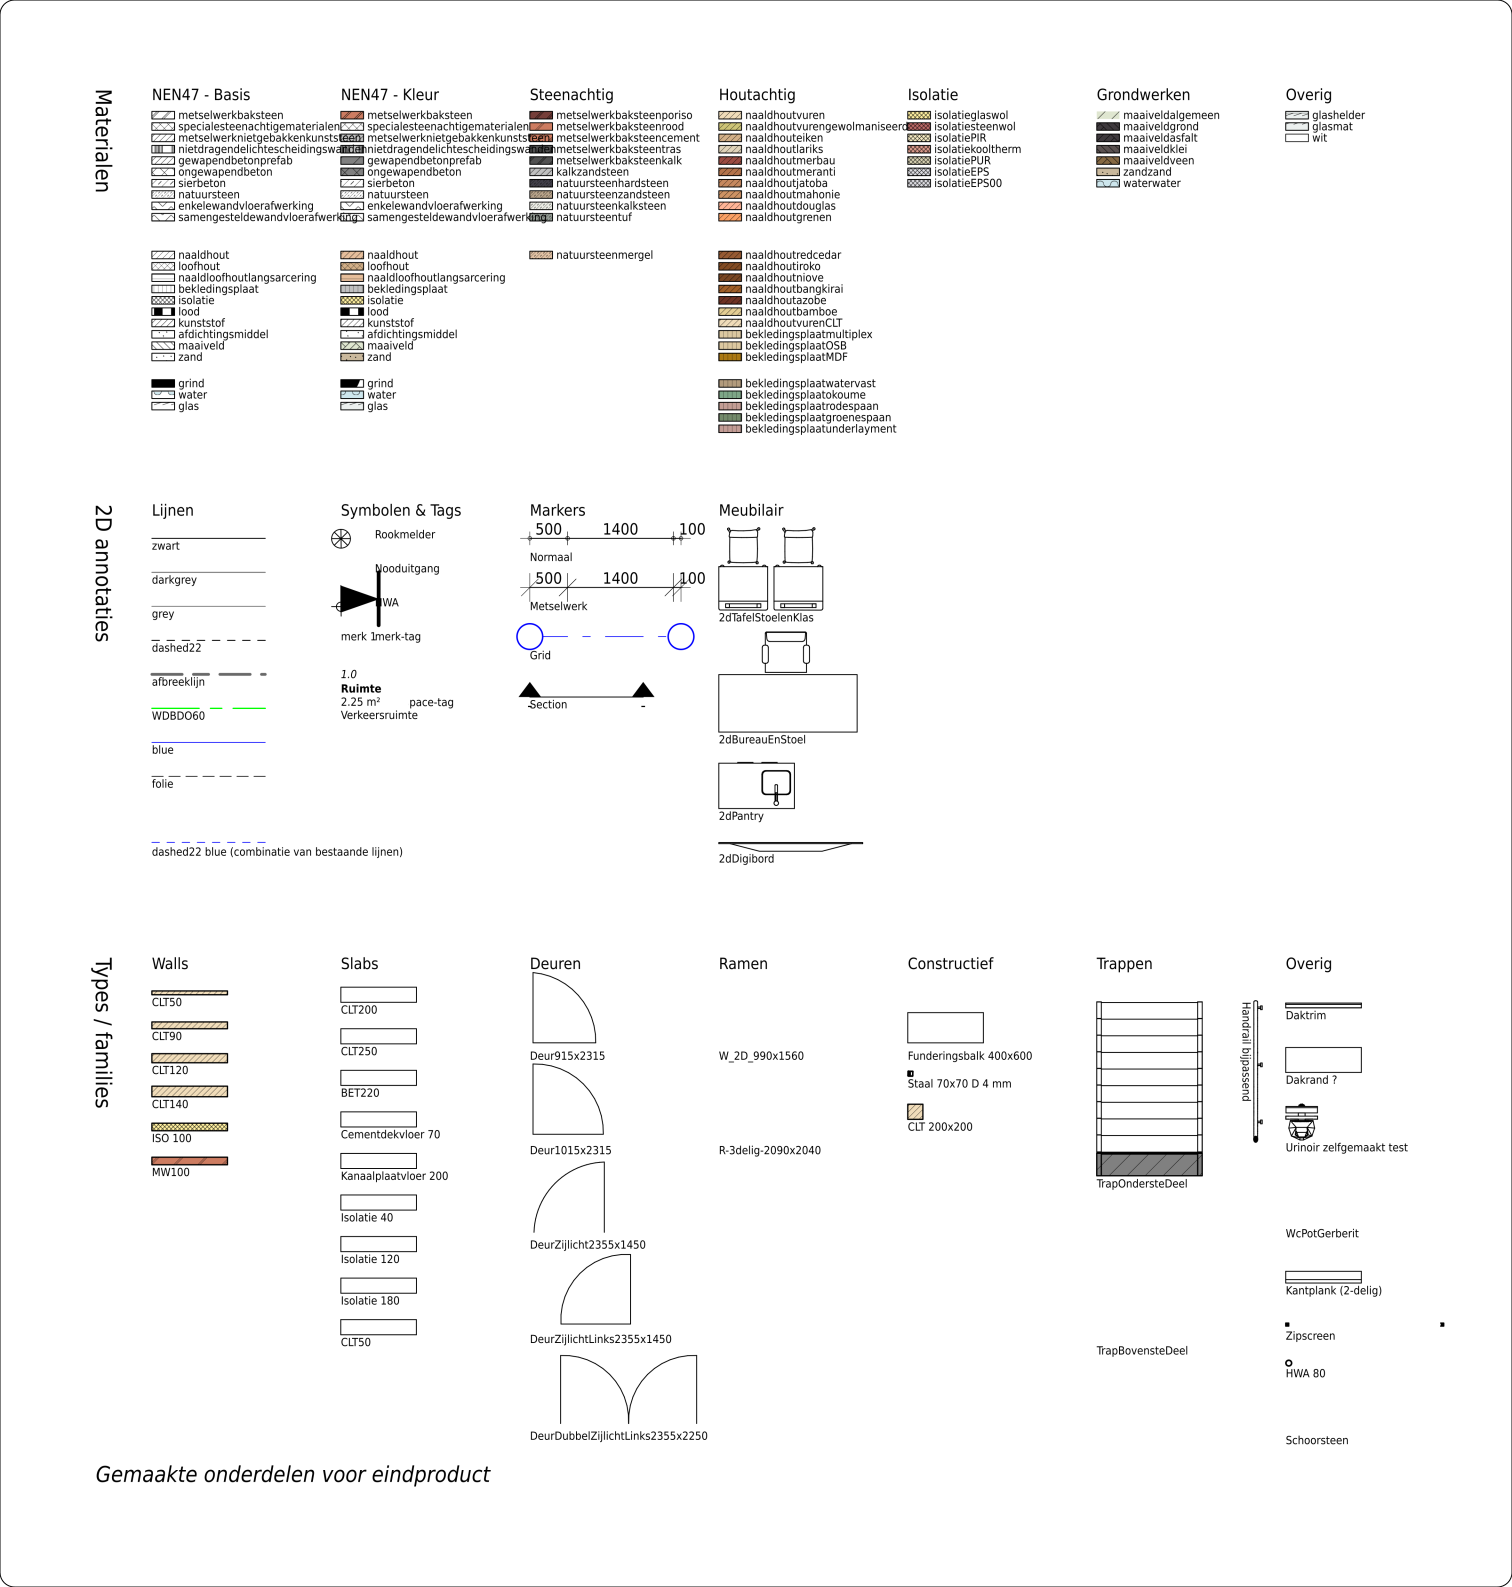 Materialen
NEN47 - Basis
metselwerkbaksteen
specialesteenachtigematerialen
metselwerknietgebakkenkunststeen
nietdragendelichtescheidingswanden
gewapendbetonprefab
ongewapendbeton
sierbeton
natuursteen
enkelewandvloerafwerking
samengesteldewandvloerafwerking
naaldhout
loofhout
naaldloofhoutlangsarcering
bekledingsplaat
isolatie
lood
kunststof
afdichtingsmiddel
maaiveld
zand
grind
water
glas
NEN47 - Kleur
metselwerkbaksteen
specialesteenachtigematerialen
metselwerknietgebakkenkunststeen
nietdragendelichtescheidingswanden
gewapendbetonprefab
ongewapendbeton
sierbeton
natuursteen
enkelewandvloerafwerking
samengesteldewandvloerafwerking
naaldhout
loofhout
naaldloofhoutlangsarcering
bekledingsplaat
isolatie
lood
kunststof
afdichtingsmiddel
maaiveld
zand
grind
water
glas
Steenachtig
metselwerkbaksteenporiso
metselwerkbaksteenrood
metselwerkbaksteencement
metselwerkbaksteentras
metselwerkbaksteenkalk
kalkzandsteen
natuursteenhardsteen
natuursteenzandsteen
natuursteenkalksteen
natuursteentuf
natuursteenmergel
Houtachtig
naaldhoutvuren
naaldhoutvurengewolmaniseerd
naaldhouteiken
naaldhoutlariks
naaldhoutmerbau
naaldhoutmeranti
naaldhoutjatoba
naaldhoutmahonie
naaldhoutdouglas
naaldhoutgrenen
naaldhoutredcedar
naaldhoutiroko
naaldhoutniove
naaldhoutbangkirai
naaldhoutazobe
naaldhoutbamboe
naaldhoutvurenCLT
bekledingsplaatmultiplex
bekledingsplaatOSB
bekledingsplaatMDF
bekledingsplaatwatervast
bekledingsplaatokoume
bekledingsplaatrodespaan
bekledingsplaatgroenespaan
bekledingsplaatunderlayment
Isolatie
isolatieglaswol
isolatiesteenwol
isolatiePIR
isolatiekooltherm
isolatiePUR
isolatieEPS
isolatieEPS00
Grondwerken
maaiveldalgemeen
maaiveldgrond
maaiveldasfalt
maaiveldklei
maaiveldveen
zandzand
waterwater
Overig
glashelder
glasmat
wit
2D annotaties
Lijnen
zwart
darkgrey
grey
dashed22
afbreeklijn
WDBDO60
blue
folie
dashed22 blue (combinatie van bestaande lijnen)
Symbolen & Tags
Rookmelder
Nooduitgang
HWA
merk 1merk-tag
1.0
Ruimte
2.25 m² pace-tag
Verkeersruimte
Markers
500 1400 100
Normaal
500 1400 100
Metselwerk
Grid
Section
- -
Meubilair
2dTafelStoelenKlas
2dBureauEnStoel
2dPantry
2dDigibord
Types / families
Walls
CLT50
CLT90
CLT120
CLT140
ISO 100
MW100
Slabs
CLT200
CLT250
BET220
Cementdekvloer 70
Kanaalplaatvloer 200
Isolatie 40
Isolatie 120
Isolatie 180
CLT50
Deuren
Deur915x2315
Deur1015x2315
DeurZijlicht2355x1450
DeurZijlichtLinks2355x1450
DeurDubbelZijlichtLinks2355x2250
Ramen
W_2D_990x1560
R-3delig-2090x2040
Constructief
Funderingsbalk 400x600
Staal 70x70 D 4 mm
CLT 200x200
Trappen
TrapOndersteDeel
TrapBovensteDeel
Handrail bijpassend
Overig
Daktrim
Dakrand ?
Urinoir zelfgemaakt test
WcPotGerberit
Kantplank (2-delig)
Zipscreen
HWA 80
Schoorsteen
Gemaakte onderdelen voor eindproduct